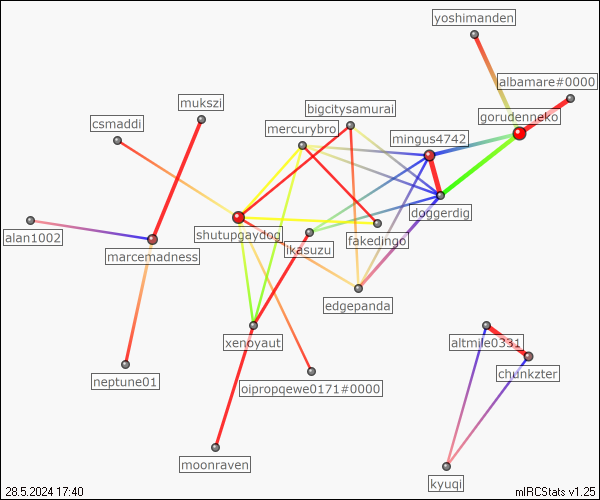 yoshimanden
albamare#0000
mukszi
bigcitysamurai
gorudenneko
csmaddi
mercurybro
mingus4742
doggerdig
shutupgaydog
fakedingo
alan1002
ikasuzu
marcemadness
edgepanda
xenoyaut
altmile0331
chunkzter
neptune01
oipropqewe0171#0000
moonraven
kyuqi
28.5.2024 17:40
mIRCStats v1.25